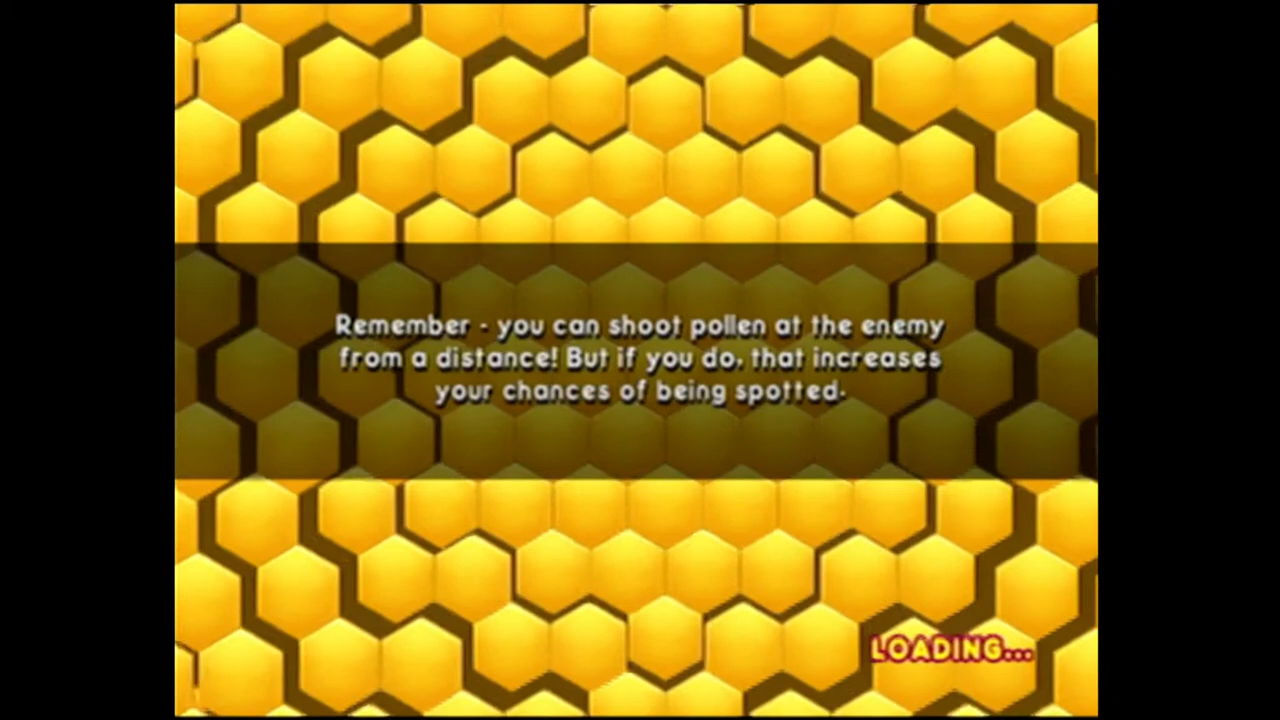 Remember - you can shoot pollen at the enemy
from a distance! But if you do, that increases
your chances of being spotted.
LOADING...